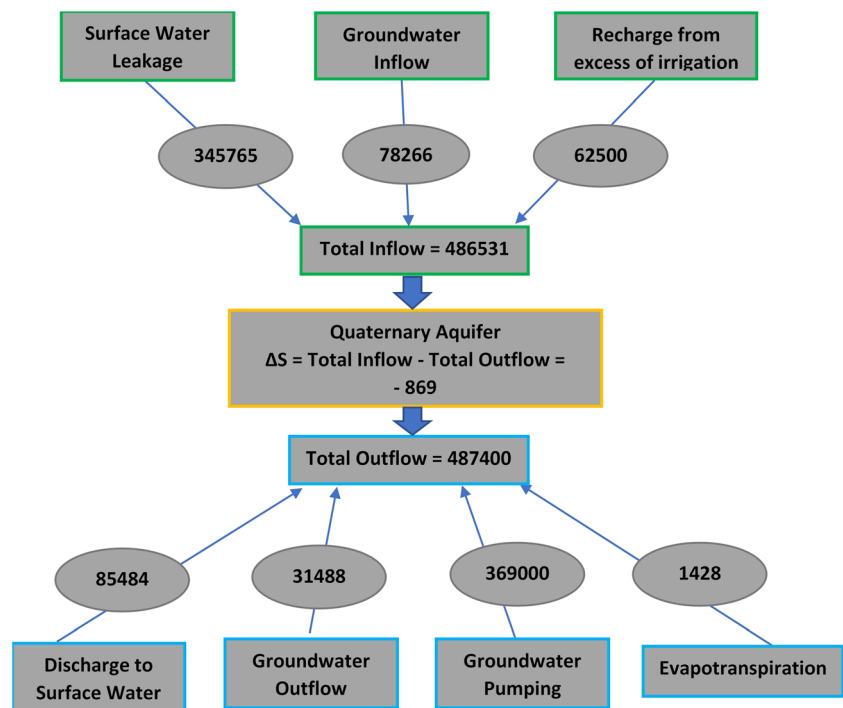 Surface Water
Leakage
Groundwater
Inflow
Recharge from
excess of irrigation
345765
78266
62500
Total Inflow = 486531
Quaternary Aquifer
ΔS = Total Inflow - Total Outflow =
- 869
Total Outflow = 487400
85484
31488
369000
1428
Discharge to
Surface Water
Groundwater
Outflow
Groundwater
Pumping
Evapotranspiration